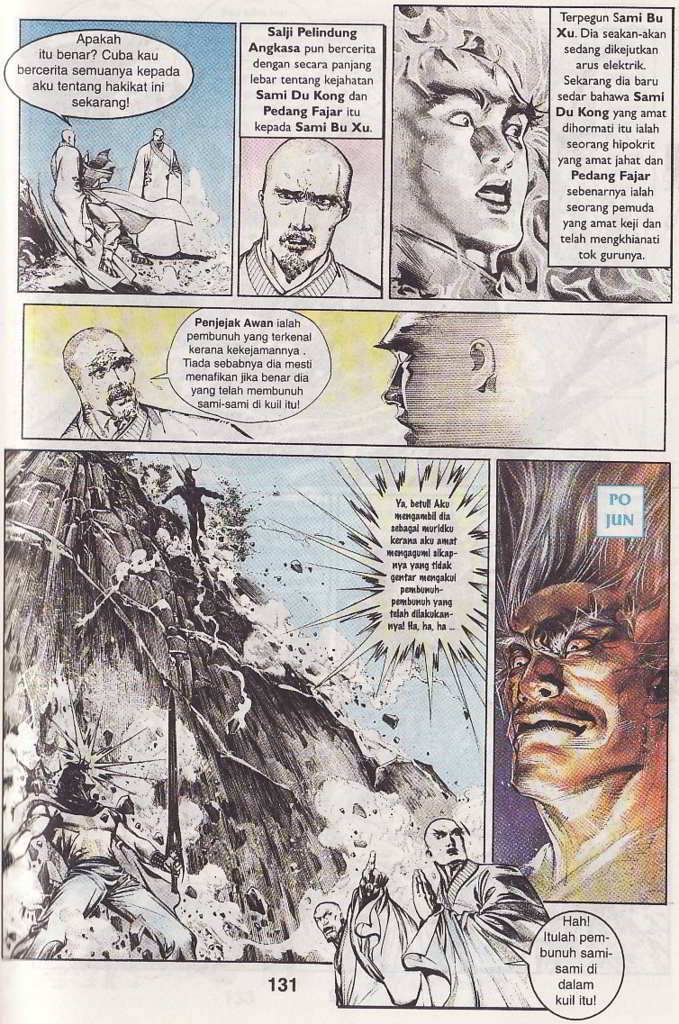 Apakah
itu benar? Cuba kau
bercerita semuanya kepada
aku tentang hakikat ini
sekarang!
Salji Pelindung
Angkasa pun bercerita
dengan secara panjang
lebar tentang kejahatan
Sami Du Kong dan
Pedang Fajar itu
kepada Sami Bu Xu.
Terpegun Sami Bu
Xu. Dia seakan-akan
sedang dikejutkan
arus elektrik.
Sekarang dia baru
sedar bahawa Sami
Du Kong yang amat
dihormati itu ialah
seorang hipokrit
yang amat jahat dan
Pedang Fajar
sebenarnya ialah
seorang pemuda
yang amat keji dan
telah mengkhianati
tok gurunya.
Penjejak Awan ialah
pembunuh yang terkenal
kerana kekejamannya .
Tiada sebabnya dia mesti
menafikan jika benar dia
yang telah membunuh
sami-sami di kuil itu!
Ya, betul! Aku
mengambil dia
sebagai muridku
kerana aku amat
mengagumi sikap-
nya yang tidak
gentar mengakui
pembunuh-
pembunuh yang
telah dilakukan-
nya! Ha, ha, ha ...
PO
JUN
Hah!
Itulah pem-
bunuh sami-
sami di
dalam
kuil itu!
131